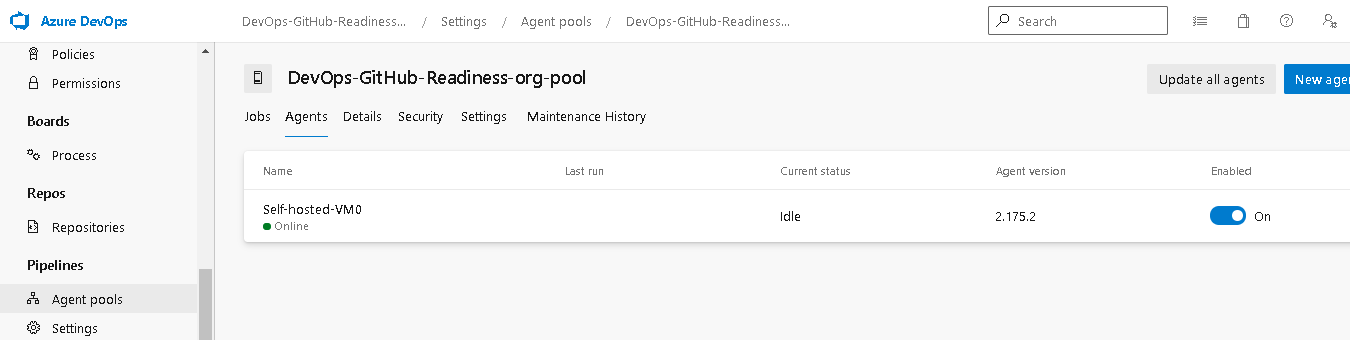 Azure DevOps
DevOps-GitHub-Readiness... / Settings / Agent pools / DevOps-GitHub-Readiness...
Search
Policies
Permissions
Boards
Process
Repos
Repositories
Pipelines
Agent pools
Settings
DevOps-GitHub-Readiness-org-pool
Update all agents
New age
Jobs Agents Details Security Settings Maintenance History
Name Last run Current status Agent version Enabled
Self-hosted-VM0 Idle 2.175.2 On
Online